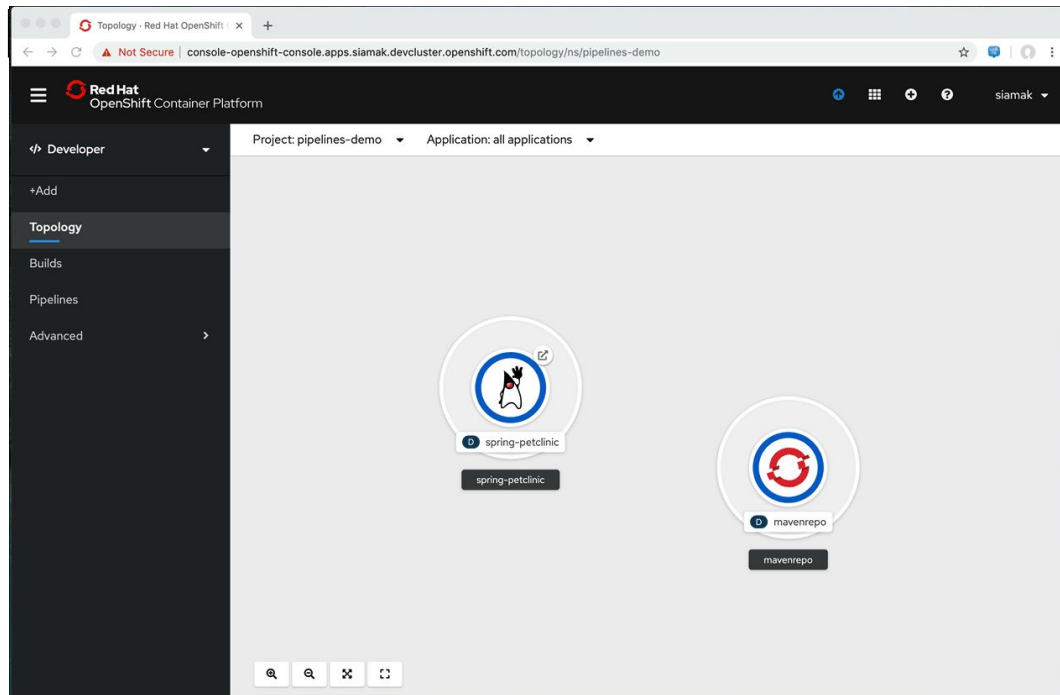 Topology · Red Hat OpenShift
Not Secure | console-openshift-console.apps.siamak.devcluster.openshift.com/topology/ns/pipelines-demo
Red Hat
OpenShift Container Platform
siamak
</> Developer
Project: pipelines-demo
Application: all applications
+Add
Topology
Builds
Pipelines
Advanced
D spring-petclinic
spring-petclinic
D mavenrepo
mavenrepo